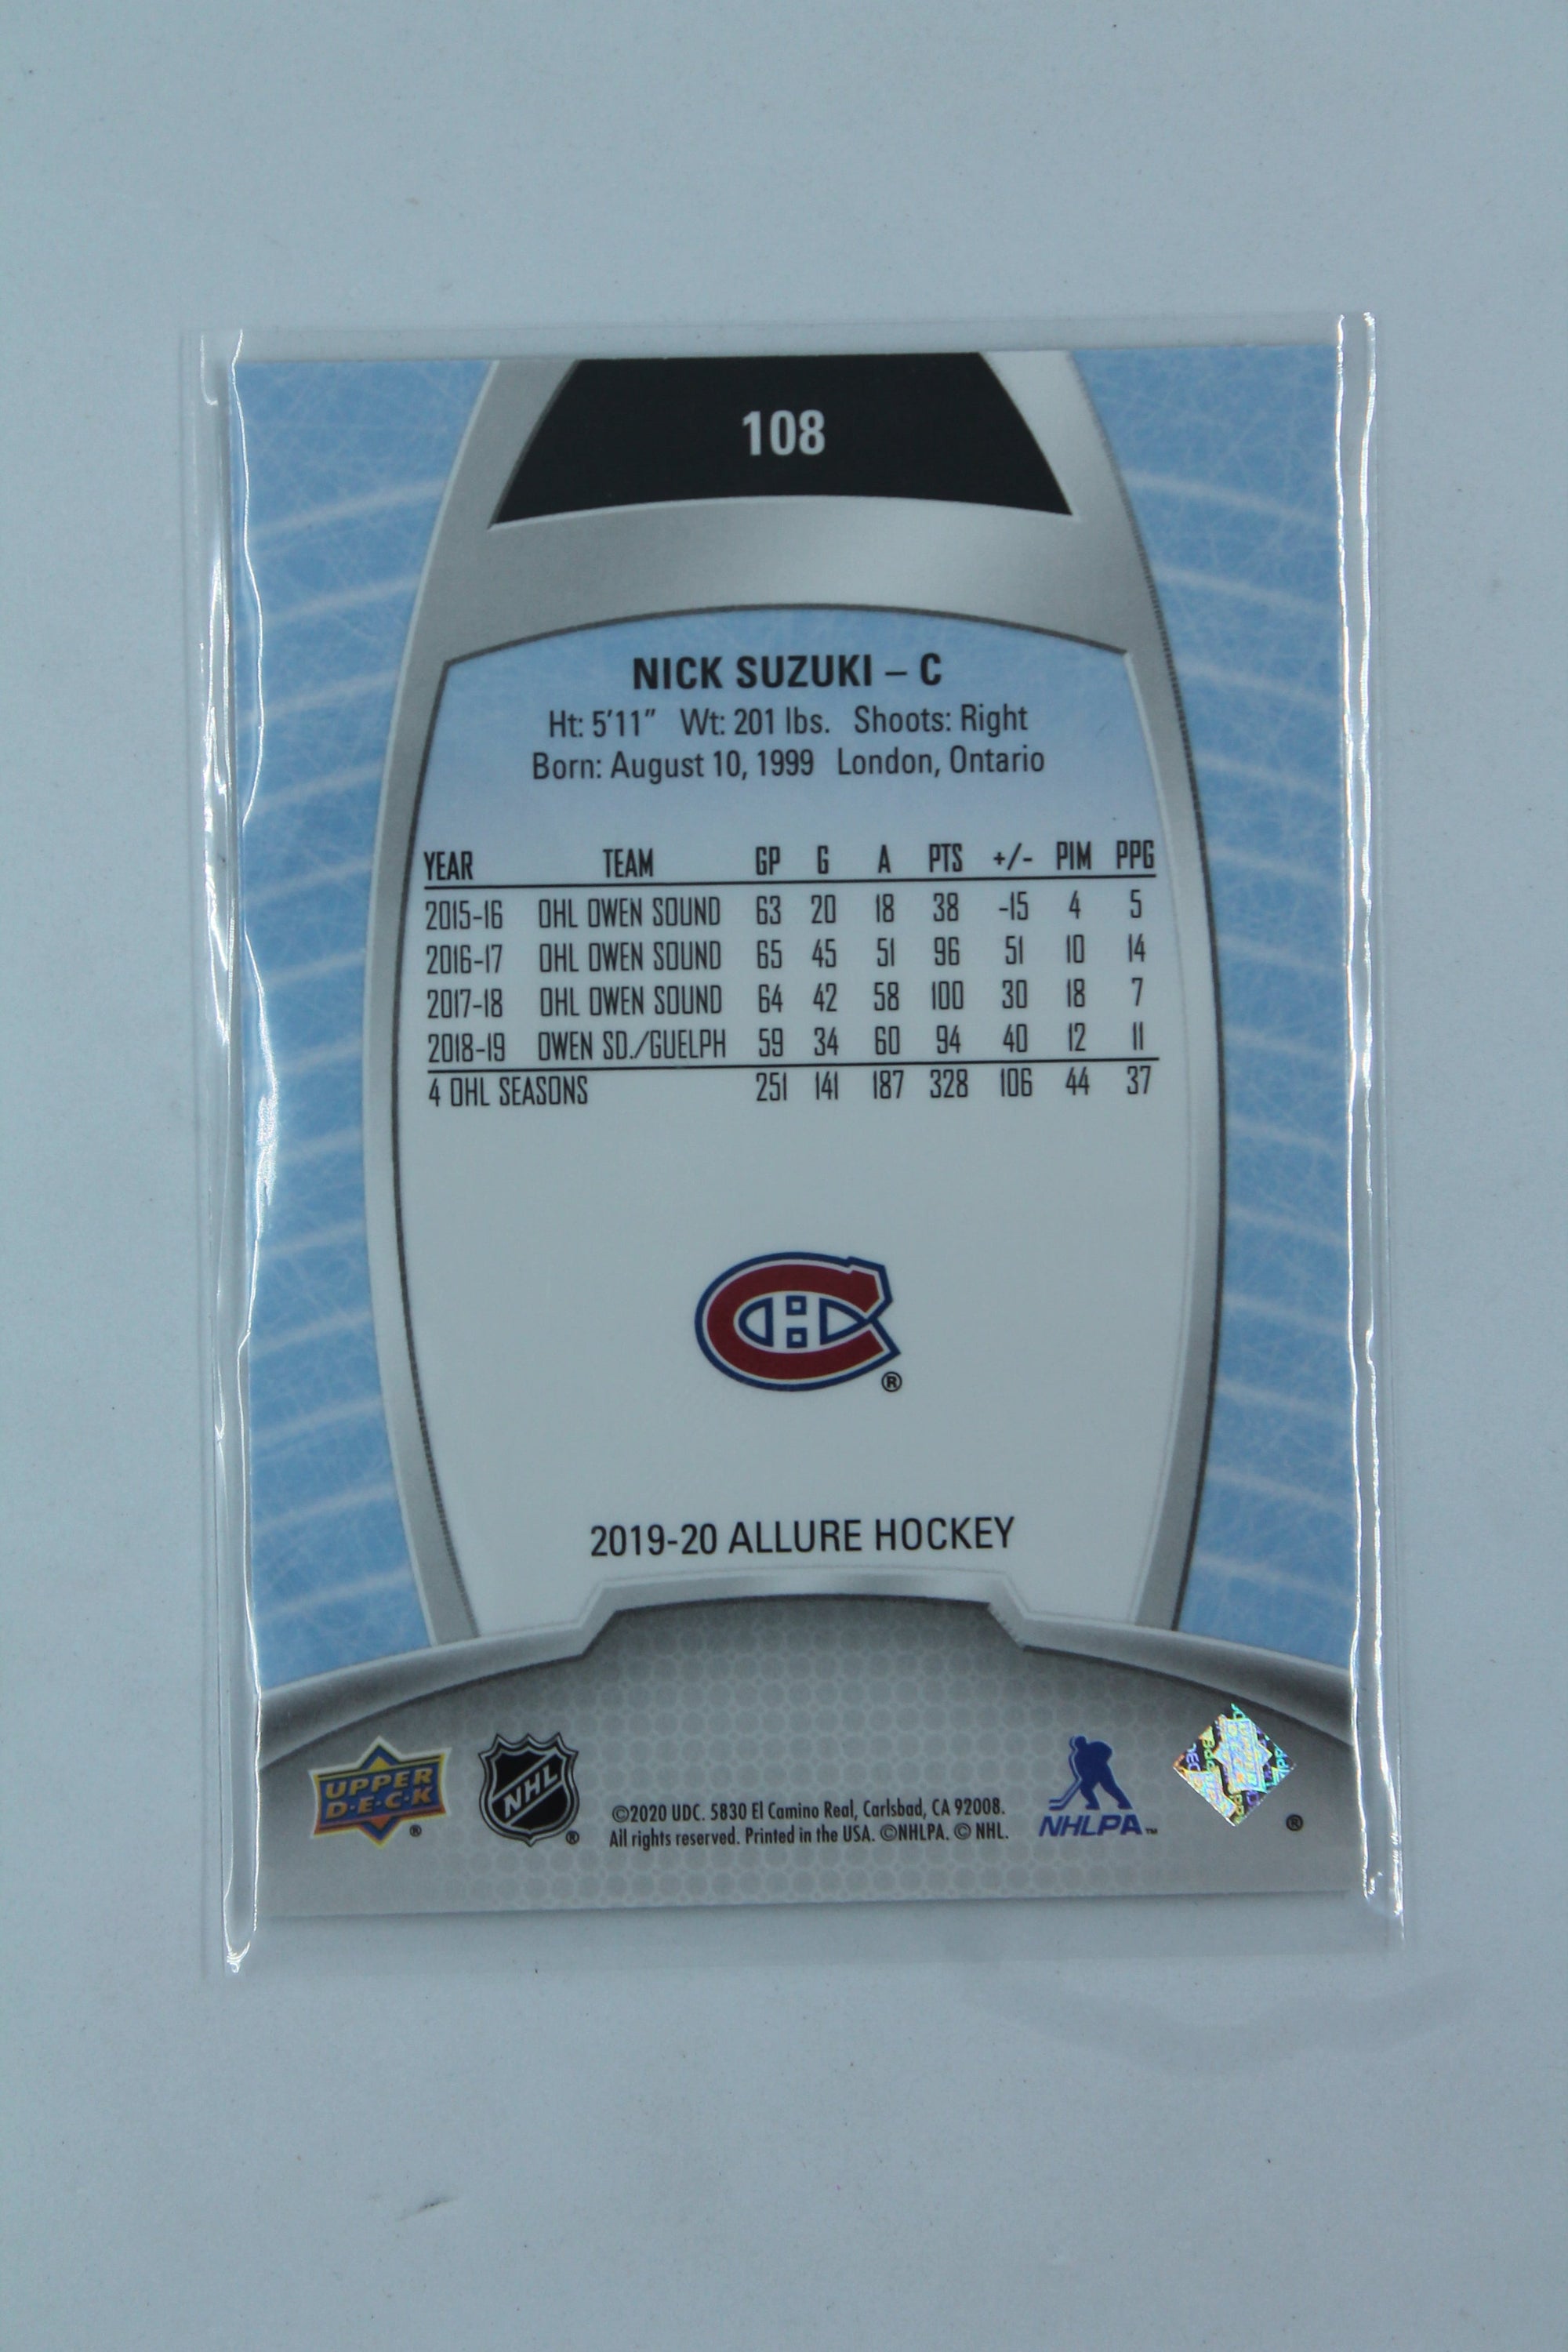 108
NICK SUZUKI – C
Ht: 5'11" Wt: 201 lbs. Shoots: Right
Born: August 10, 1999 London, Ontario
YEAR TEAM GP G A PTS +/- PIM PPG
2015-16 OHL OWEN SOUND 63 20 18 38 -15 4 5
2016-17 OHL OWEN SOUND 65 45 51 96 51 10 14
2017-18 OHL OWEN SOUND 64 42 58 100 30 18 7
2018-19 OWEN SD./GUELPH 59 34 60 94 40 12 11
4 OHL SEASONS 251 141 187 328 106 44 37
®
2019-20 ALLURE HOCKEY
UPPER
D·E·C·K
®
NHL
®
©2020 UDC. 5830 El Camino Real, Carlsbad, CA 92008.
All rights reserved. Printed in the USA. ©NHLPA. © NHL.
NHLPA™
®